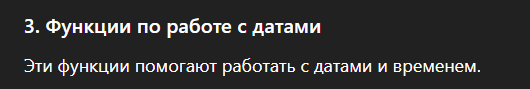 3. Функции по работе с датами
Эти функции помогают работать с датами и временем.